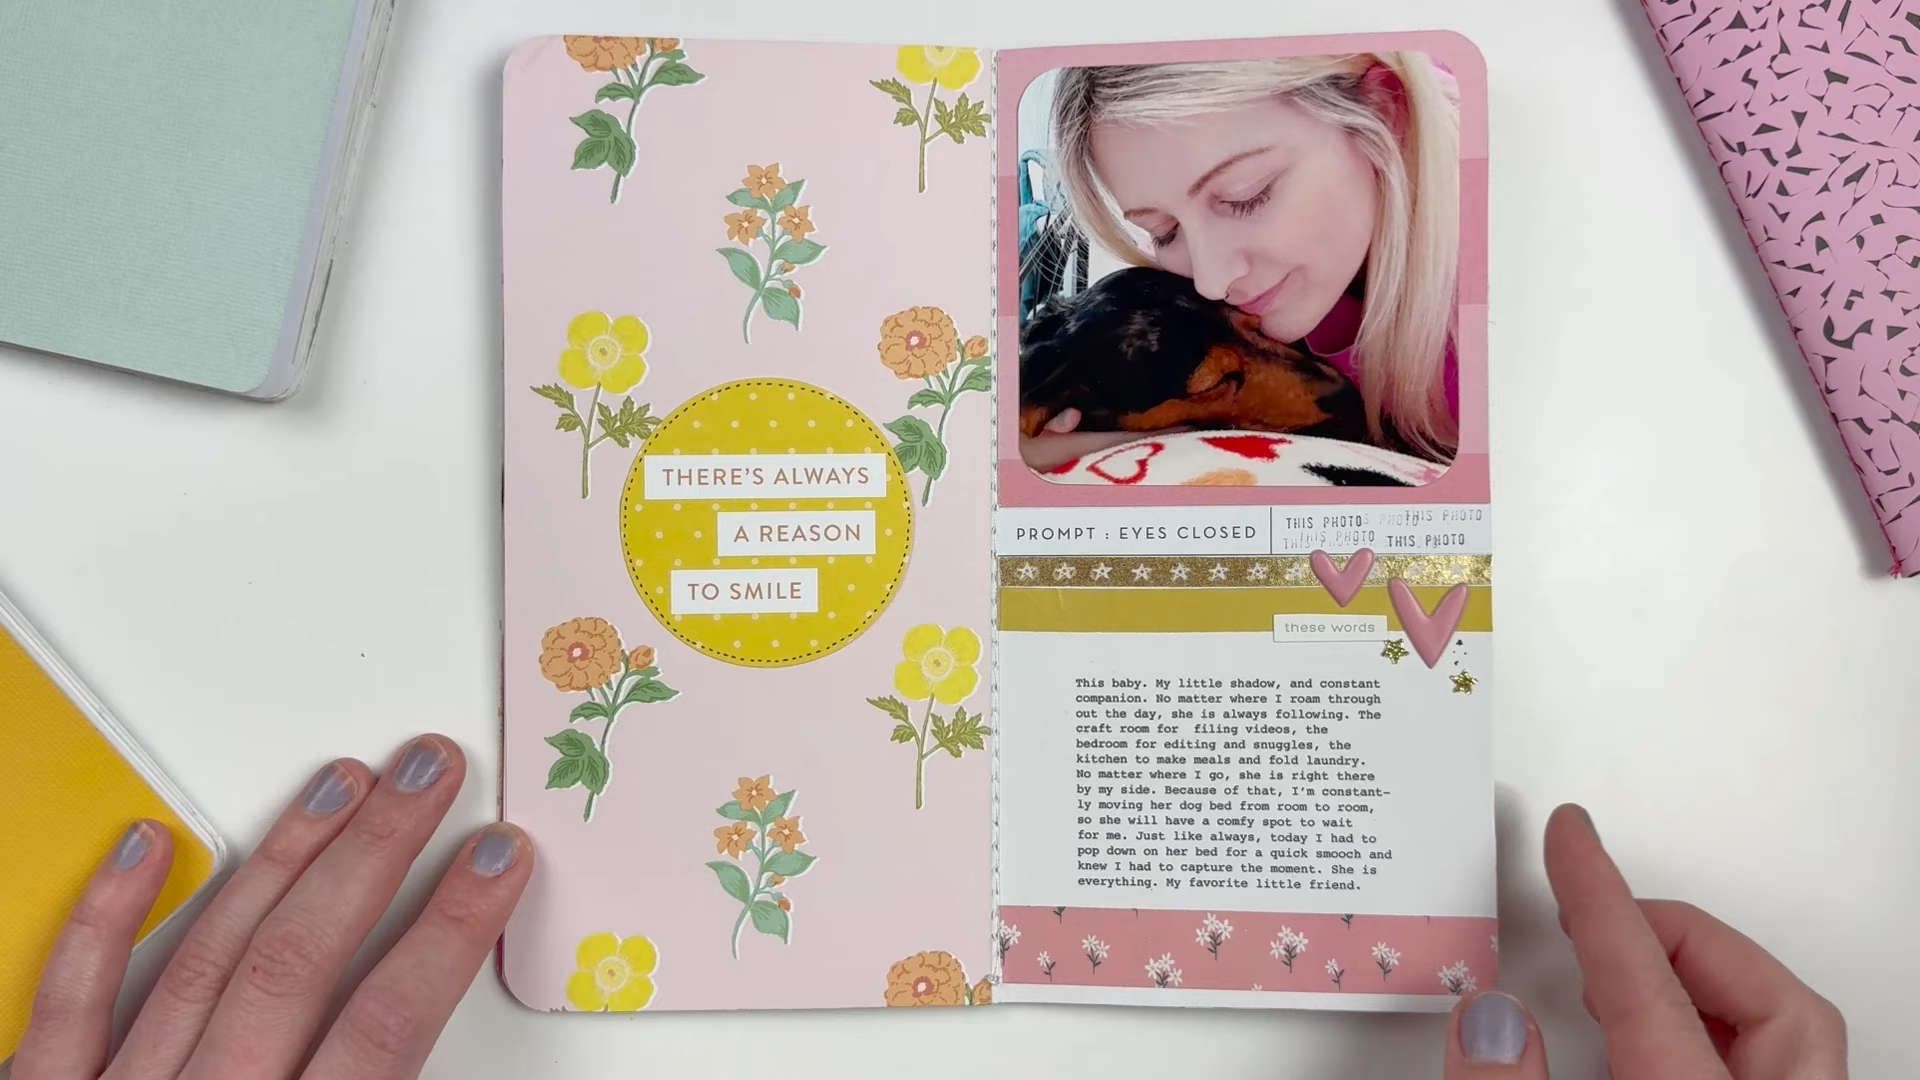 THERE'S ALWAYS
A REASON
TO SMILE
PROMPT : EYES CLOSED
THIS PHOTO
THIS PHOTO
THIS PHOTO
THIS PHOTO
these words
This baby. My little shadow, and constant
companion. No matter where I roam through
out the day, she is always following. The
craft room for filing videos, the
bedroom for editing and snuggles, the
kitchen to make meals and fold laundry.
No matter where I go, she is right there
by my side. Because of that, I'm constant-
ly moving her dog bed from room to room,
so she will have a comfy spot to wait
for me. Just like always, today I had to
pop down on her bed for a quick smooch and
knew I had to capture the moment. She is
everything. My favorite little friend.